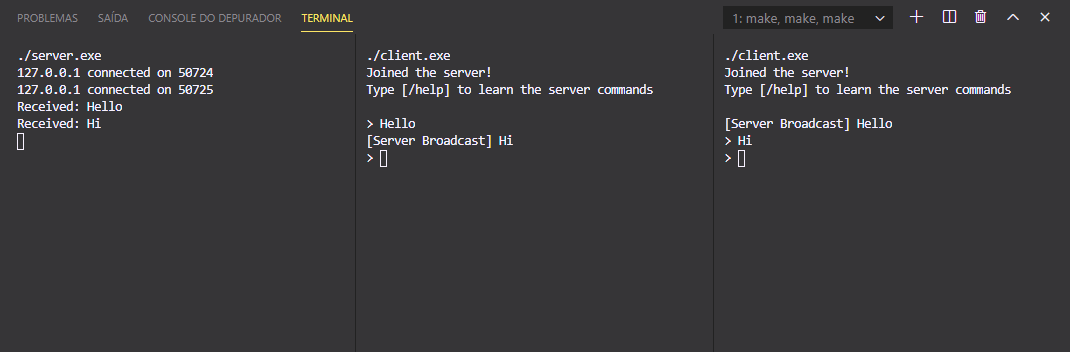 PROBLEMAS SAÍDA CONSOLE DO DEPURADOR TERMINAL 1: make, make, make
./server.exe
127.0.0.1 connected on 50724
127.0.0.1 connected on 50725
Received: Hello
Received: Hi
./client.exe
Joined the server!
Type [/help] to learn the server commands
> Hello
[Server Broadcast] Hi
>
./client.exe
Joined the server!
Type [/help] to learn the server commands
[Server Broadcast] Hello
> Hi
>